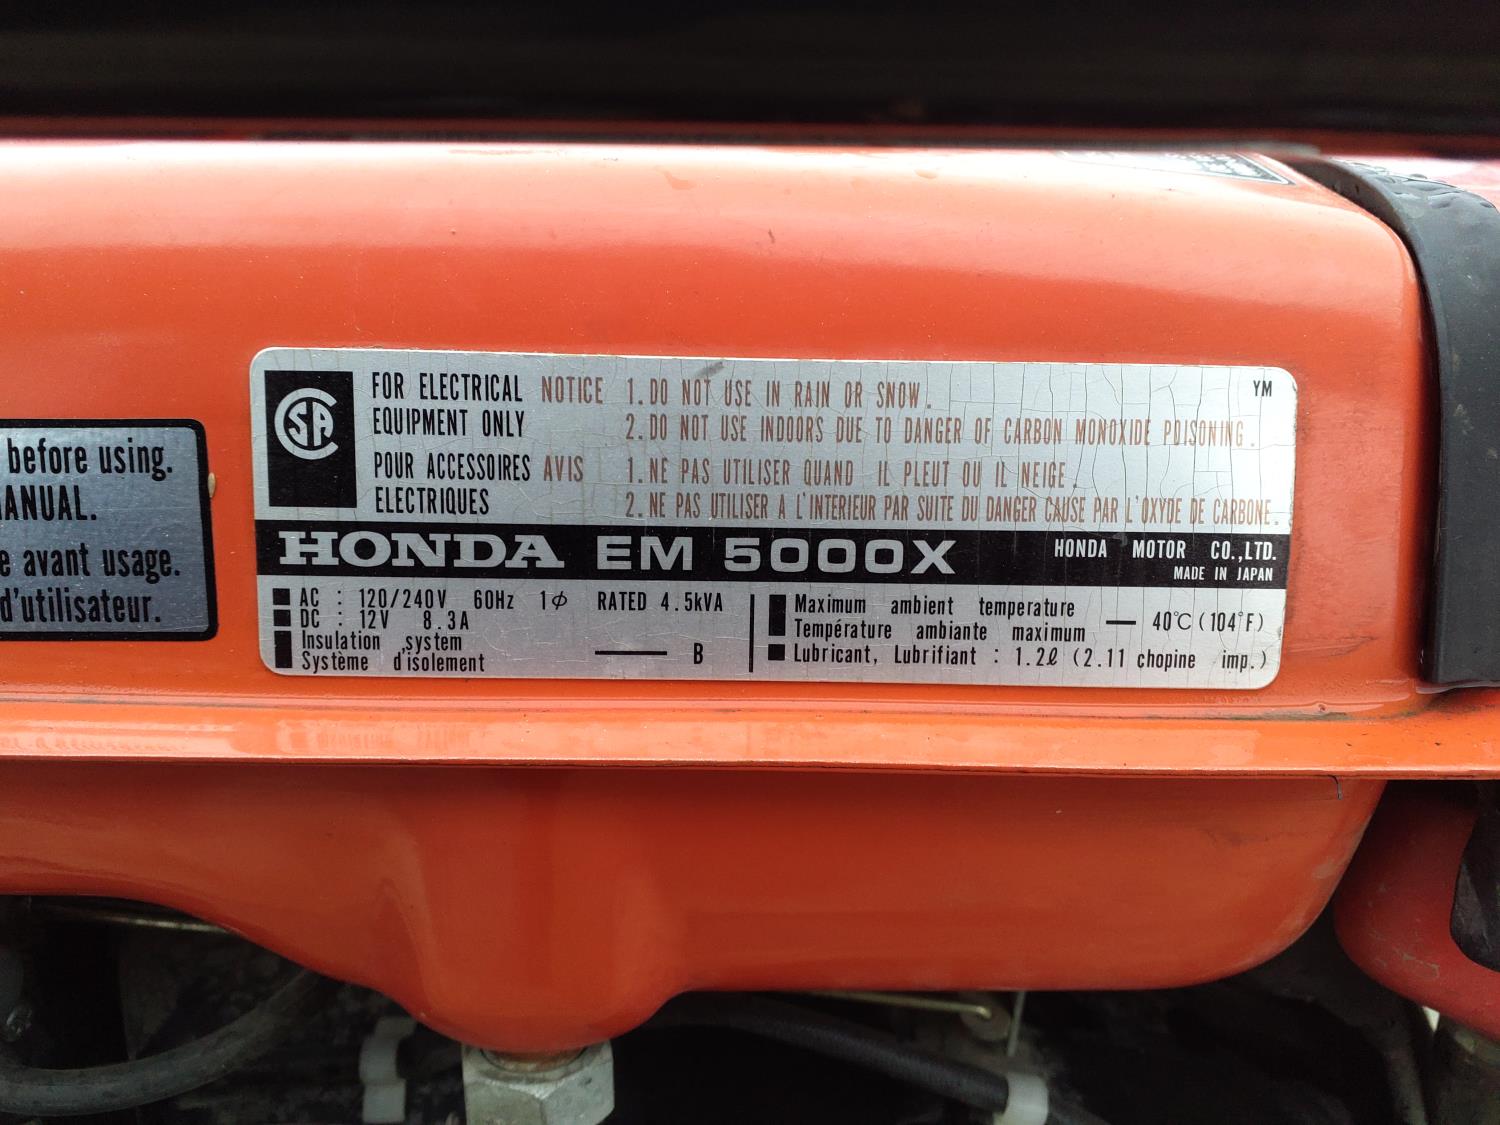 before using.
MANUAL.
e avant usage.
d'utilisateur.
CSA
FOR ELECTRICAL
EQUIPMENT ONLY
NOTICE 1. DO NOT USE IN RAIN OR SNOW.
2. DO NOT USE INDOORS DUE TO DANGER OF CARBON MONOXIDE POISONING.
YM
POUR ACCESSOIRES
ELECTRIQUES
AVIS 1. NE PAS UTILISER QUAND IL PLEUT OU IL NEIGE.
2. NE PAS UTILISER A L'INTERIEUR PAR SUITE DU DANGER CAUSE PAR L'OXYDE DE CARBONE.
HONDA EM 5000X
HONDA MOTOR CO.,LTD.
MADE IN JAPAN
AC : 120/240V 60Hz 1φ RATED 4.5kVA
DC : 12V 8.3A
Insulation system
Système d'isolement — B
Maximum ambient temperature
Température ambiante maximum — 40°C (104°F)
Lubricant, Lubrifiant : 1.2ℓ (2.11 chopine imp.)